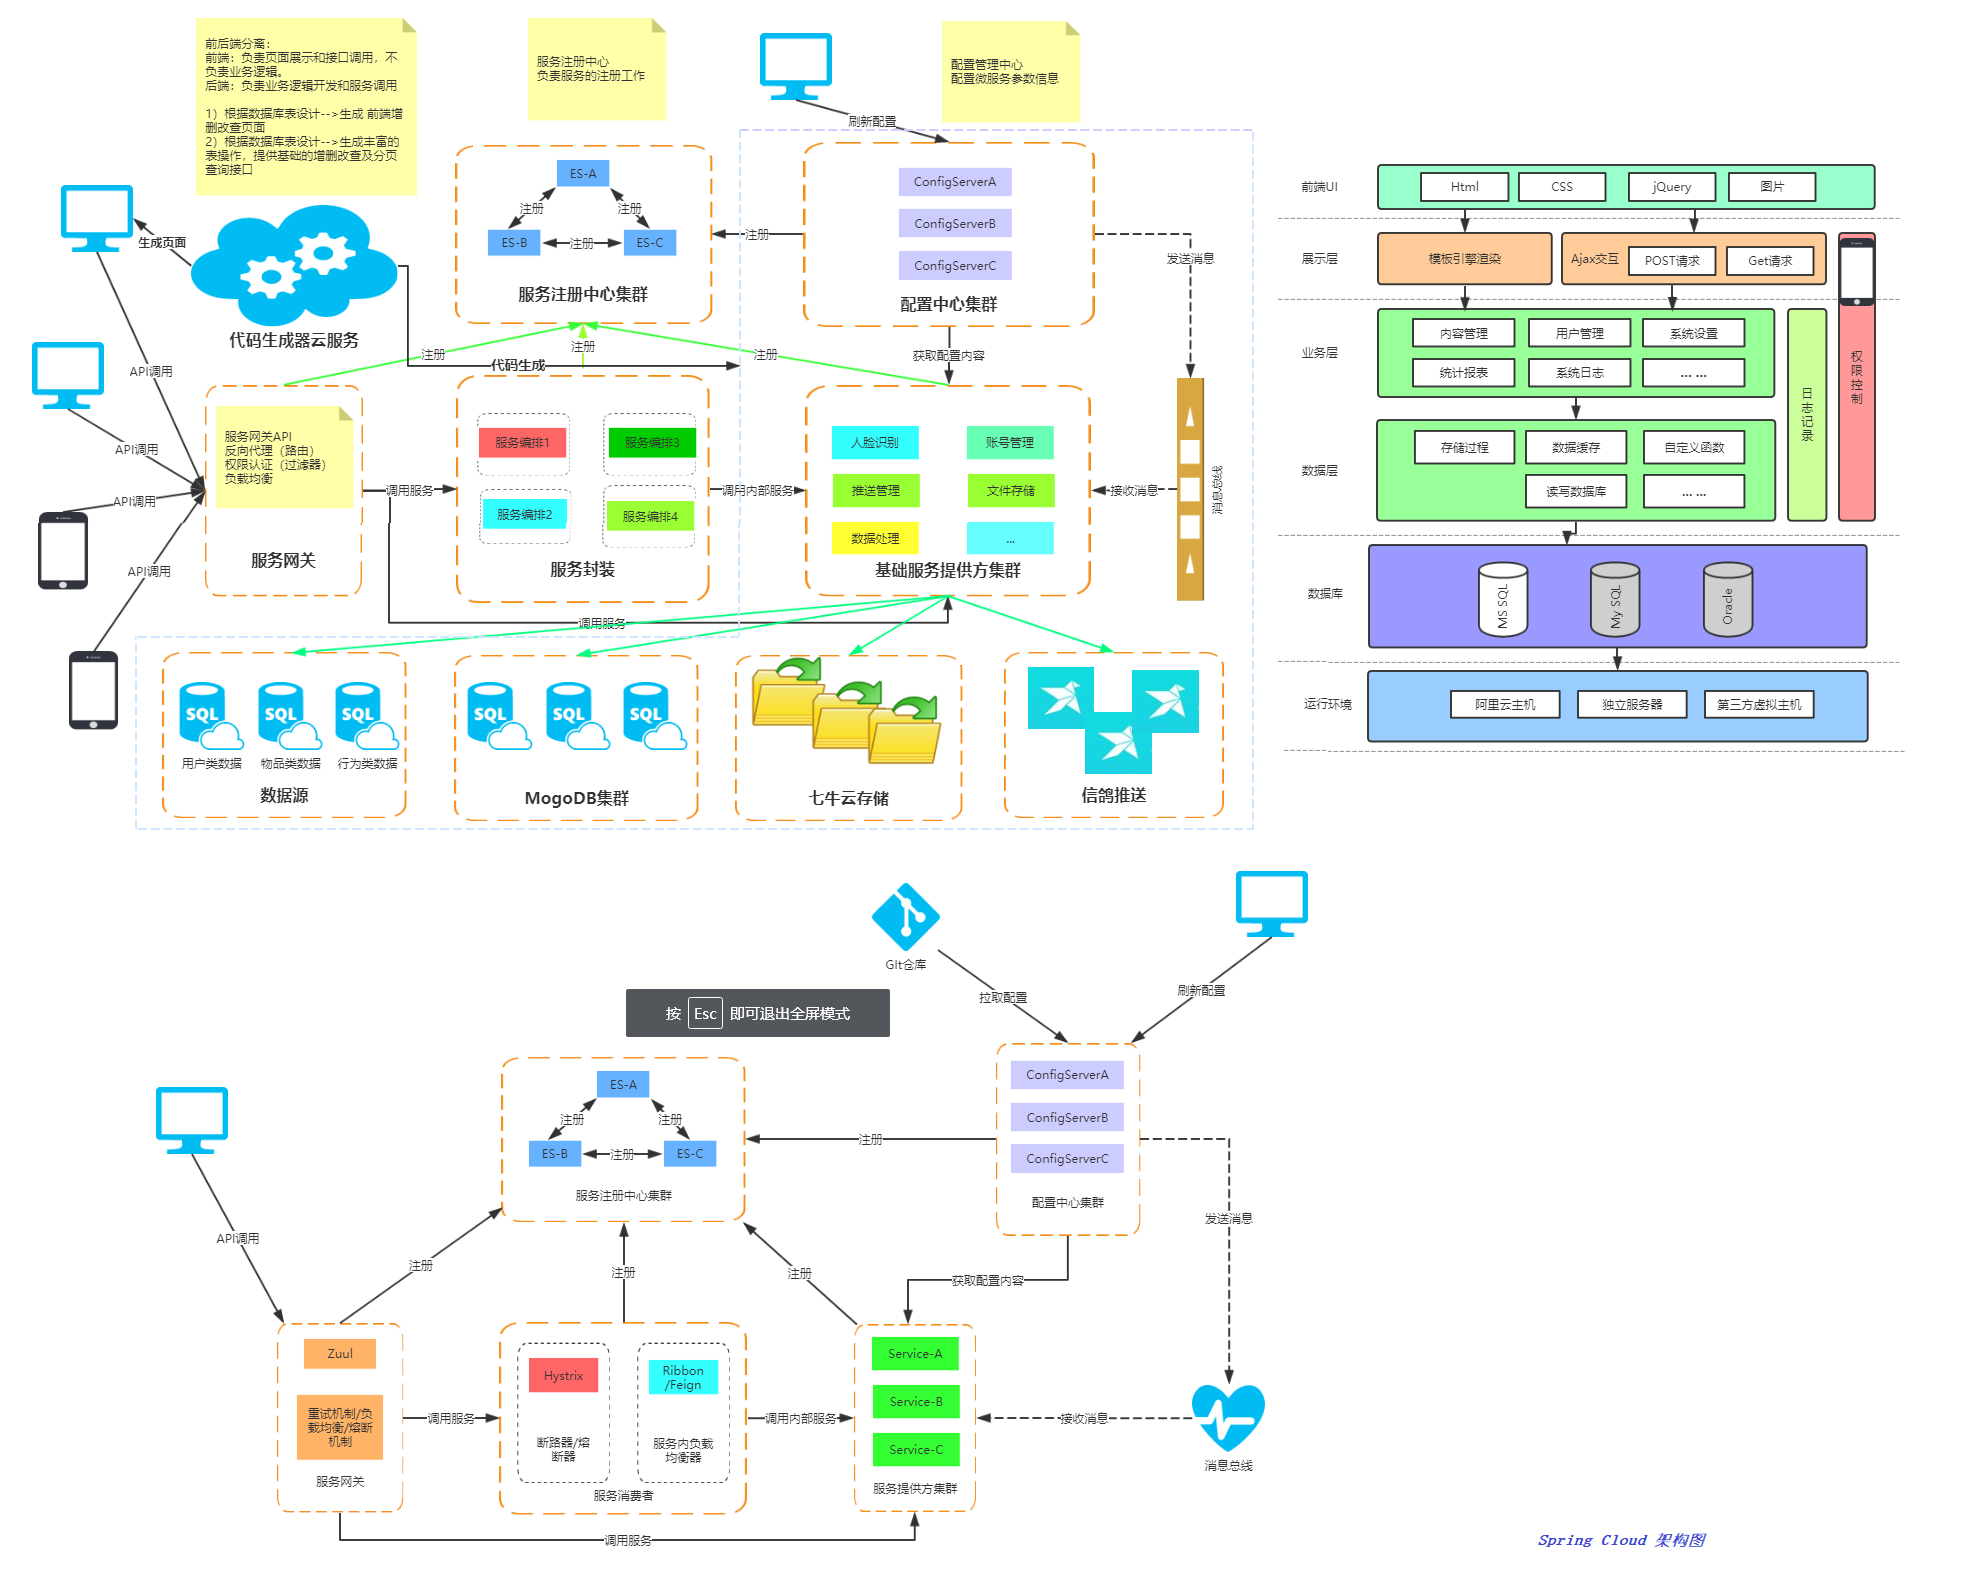 前后端分离：
前端：负责页面展示和接口调用，不
负责业务逻辑。
后端：负责业务逻辑开发和服务调用
1）根据数据库表设计-->生成 前端增
删改查页面
2）根据数据库表设计-->生成丰富的
表操作，提供基础的增删改查及分页
查询接口
服务注册中心
负责服务的注册工作
配置管理中心
配置微服务参数信息
刷新配置
生成页面
代码生成器云服务
ES-A
注册
注册
ES-B
注册
ES-C
服务注册中心集群
注册
ConfigServerA
ConfigServerB
ConfigServerC
配置中心集群
发送消息
获取配置内容
注册
注册
注册
代码生成
API调用
API调用
API调用
API调用
服务网关API
反向代理（路由）
权限认证（过滤器）
负载均衡
服务网关
调用服务
服务编排1
服务编排3
服务编排2
服务编排4
服务封装
调用内部服务
人脸识别
账号管理
推送管理
文件存储
数据处理
...
基础服务提供方集群
接收消息
消息总线
调用服务
SQL
SQL
SQL
用户类数据
物品类数据
行为类数据
数据源
SQL
SQL
SQL
MogoDB集群
七牛云存储
信鸽推送
前端UI
Html
CSS
jQuery
图片
展示层
模板引擎渲染
Ajax交互
POST请求
Get请求
业务层
内容管理
用户管理
系统设置
统计报表
系统日志
... ...
数据层
存储过程
数据缓存
自定义函数
读写数据库
... ...
日志记录
权限控制
数据库
MS SQL
My SQL
Oracle
运行环境
阿里云主机
独立服务器
第三方虚拟主机
GIt仓库
拉取配置
刷新配置
按 Esc 即可退出全屏模式
ES-A
注册
注册
ES-B
注册
ES-C
服务注册中心集群
注册
ConfigServerA
ConfigServerB
ConfigServerC
配置中心集群
发送消息
API调用
注册
注册
注册
获取配置内容
Zuul
重试机制/负
载均衡/熔断
机制
服务网关
调用服务
Hystrix
断路器/熔
断器
Ribbon
/Feign
服务内负载
均衡器
服务消费者
调用内部服务
Service-A
Service-B
Service-C
服务提供方集群
接收消息
消息总线
调用服务
Spring Cloud 架构图